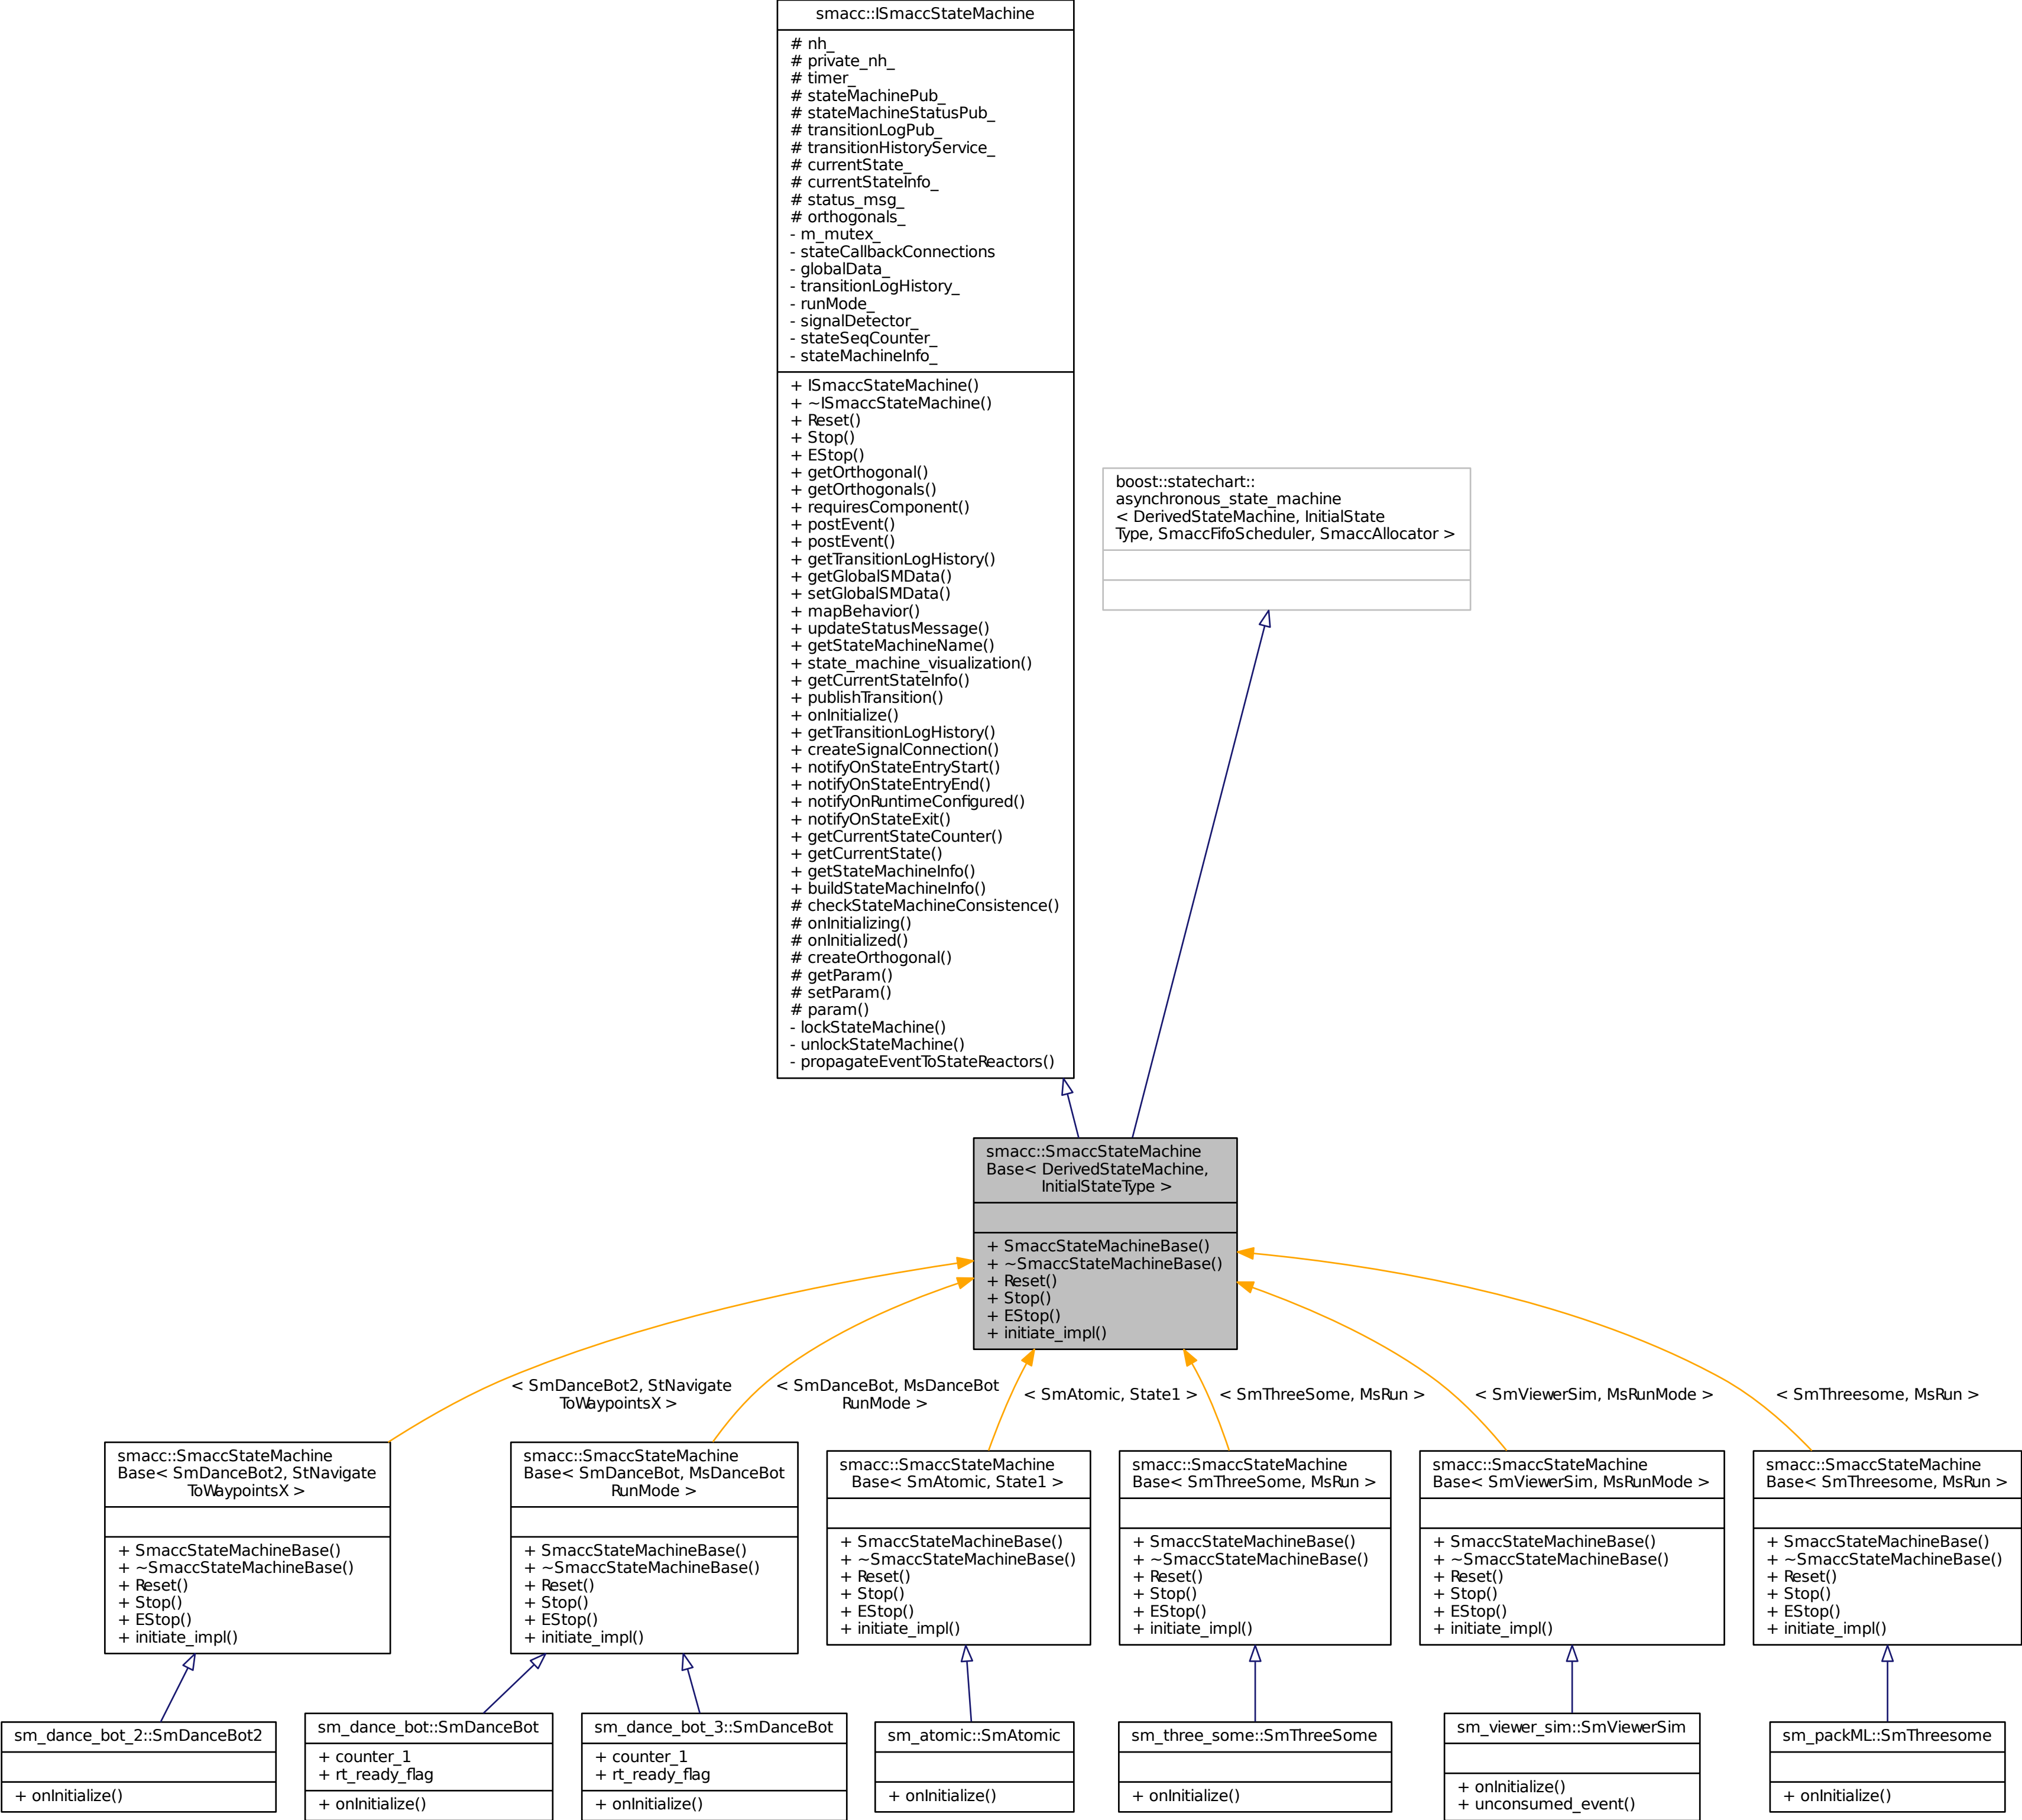 smacc::ISmaccStateMachine
# nh_
# private_nh_
# timer_
# stateMachinePub_
# stateMachineStatusPub_
# transitionLogPub_
# transitionHistoryService_
# currentState_
# currentStateInfo_
# status_msg_
# orthogonals_
- m_mutex_
- stateCallbackConnections
- globalData_
- transitionLogHistory_
- runMode_
- signalDetector_
- stateSeqCounter_
- stateMachineInfo_
+ ISmaccStateMachine()
+ ~ISmaccStateMachine()
+ Reset()
+ Stop()
+ EStop()
+ getOrthogonal()
+ getOrthogonals()
+ requiresComponent()
+ postEvent()
+ postEvent()
+ getTransitionLogHistory()
+ getGlobalSMData()
+ setGlobalSMData()
+ mapBehavior()
+ updateStatusMessage()
+ getStateMachineName()
+ state_machine_visualization()
+ getCurrentStateInfo()
+ publishTransition()
+ onInitialize()
+ getTransitionLogHistory()
+ createSignalConnection()
+ notifyOnStateEntryStart()
+ notifyOnStateEntryEnd()
+ notifyOnRuntimeConfigured()
+ notifyOnStateExit()
+ getCurrentStateCounter()
+ getCurrentState()
+ getStateMachineInfo()
+ buildStateMachineInfo()
# checkStateMachineConsistence()
# onInitializing()
# onInitialized()
# createOrthogonal()
# getParam()
# setParam()
# param()
- lockStateMachine()
- unlockStateMachine()
- propagateEventToStateReactors()
boost::statechart::
asynchronous_state_machine
< DerivedStateMachine, InitialState
Type, SmaccFifoScheduler, SmaccAllocator >
smacc::SmaccStateMachine
Base< DerivedStateMachine,
InitialStateType >
+ SmaccStateMachineBase()
+ ~SmaccStateMachineBase()
+ Reset()
+ Stop()
+ EStop()
+ initiate_impl()
< SmDanceBot2, StNavigate
ToWaypointsX >
< SmDanceBot, MsDanceBot
RunMode >
< SmAtomic, State1 >
< SmThreeSome, MsRun >
< SmViewerSim, MsRunMode >
< SmThreesome, MsRun >
smacc::SmaccStateMachine
Base< SmDanceBot2, StNavigate
ToWaypointsX >
+ SmaccStateMachineBase()
+ ~SmaccStateMachineBase()
+ Reset()
+ Stop()
+ EStop()
+ initiate_impl()
smacc::SmaccStateMachine
Base< SmDanceBot, MsDanceBot
RunMode >
+ SmaccStateMachineBase()
+ ~SmaccStateMachineBase()
+ Reset()
+ Stop()
+ EStop()
+ initiate_impl()
smacc::SmaccStateMachine
Base< SmAtomic, State1 >
+ SmaccStateMachineBase()
+ ~SmaccStateMachineBase()
+ Reset()
+ Stop()
+ EStop()
+ initiate_impl()
smacc::SmaccStateMachine
Base< SmThreeSome, MsRun >
+ SmaccStateMachineBase()
+ ~SmaccStateMachineBase()
+ Reset()
+ Stop()
+ EStop()
+ initiate_impl()
smacc::SmaccStateMachine
Base< SmViewerSim, MsRunMode >
+ SmaccStateMachineBase()
+ ~SmaccStateMachineBase()
+ Reset()
+ Stop()
+ EStop()
+ initiate_impl()
smacc::SmaccStateMachine
Base< SmThreesome, MsRun >
+ SmaccStateMachineBase()
+ ~SmaccStateMachineBase()
+ Reset()
+ Stop()
+ EStop()
+ initiate_impl()
sm_dance_bot_2::SmDanceBot2
+ onInitialize()
sm_dance_bot::SmDanceBot
+ counter_1
+ rt_ready_flag
+ onInitialize()
sm_dance_bot_3::SmDanceBot
+ counter_1
+ rt_ready_flag
+ onInitialize()
sm_atomic::SmAtomic
+ onInitialize()
sm_three_some::SmThreeSome
+ onInitialize()
sm_viewer_sim::SmViewerSim
+ onInitialize()
+ unconsumed_event()
sm_packML::SmThreesome
+ onInitialize()